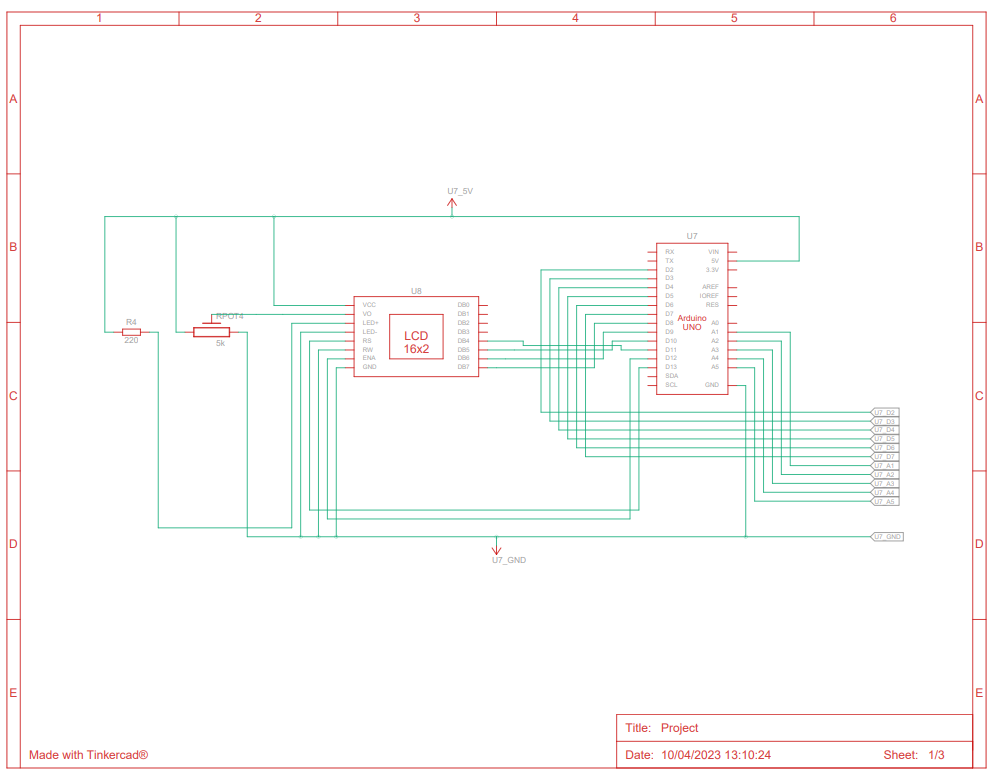 1 2 3 4 5 6
A A
U7_5V
B B
U7
RX VIN
TX 5V
D2 3.3V
D3
D4 AREF
D5 IOREF
D6 RES
D7
D8 A0
D9 A1
D10 A2
D11 A3
D12 A4
D13 A5
SDA
SCL GND
Arduino
UNO
U8
VCC DB0
VO DB1
LED+ DB2
LED- DB3
RS DB4
RW DB5
ENA DB6
GND DB7
LCD
16x2
RPOT4
5k
R4
220
C C
U7_D2
U7_D3
U7_D4
U7_D5
U7_D6
U7_D7
U7_A1
U7_A2
U7_A3
U7_A4
U7_A5
D D
U7_GND
U7_GND
E E
Title: Project
Made with Tinkercad®
Date: 10/04/2023 13:10:24 Sheet: 1/3